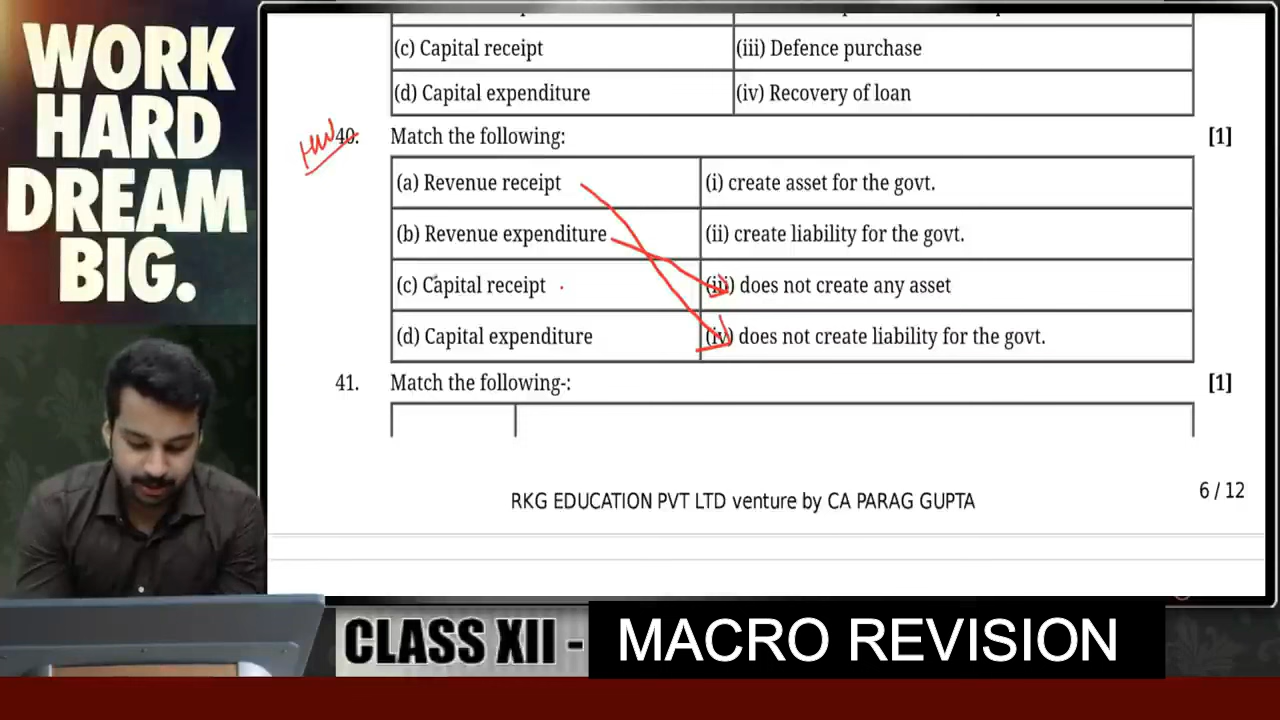 WORK
HARD
DREAM
BIG.
(c) Capital receipt (iii) Defence purchase
(d) Capital expenditure (iv) Recovery of loan
HW 40. Match the following: [1]
(a) Revenue receipt (i) create asset for the govt.
(b) Revenue expenditure (ii) create liability for the govt.
(c) Capital receipt (iii) does not create any asset
(d) Capital expenditure (iv) does not create liability for the govt.
41. Match the following-: [1]
6 / 12
RKG EDUCATION PVT LTD venture by CA PARAG GUPTA
CLASS XII - MACRO REVISION